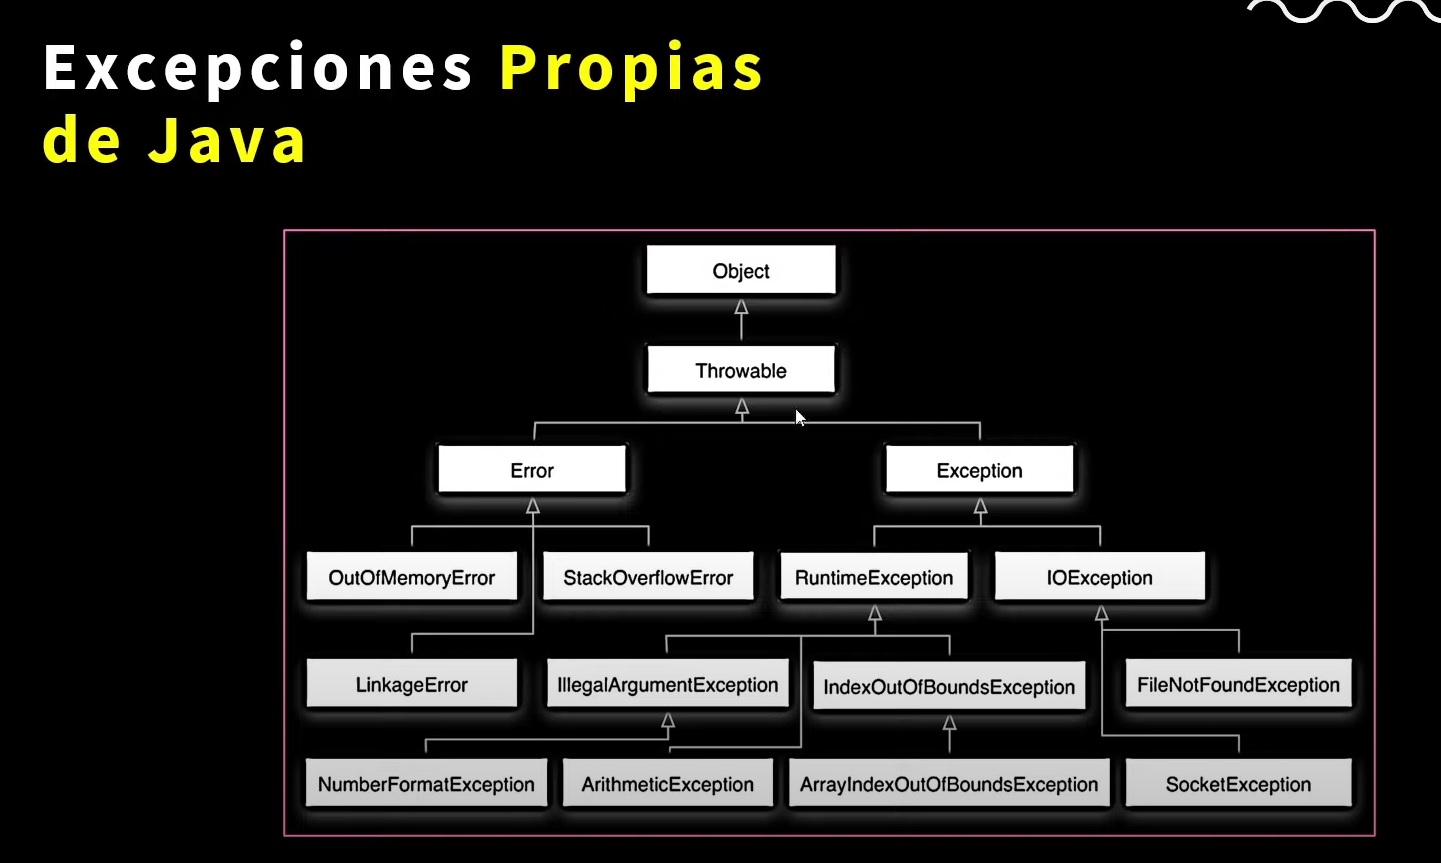 Excepciones Propias
de Java
Object
Throwable
Error
Exception
OutOfMemoryError
StackOverflowError
RuntimeException
IOException
LinkageError
IllegalArgumentException
IndexOutOfBoundsException
FileNotFoundException
NumberFormatException
ArithmeticException
ArrayIndexOutOfBoundsException
SocketException